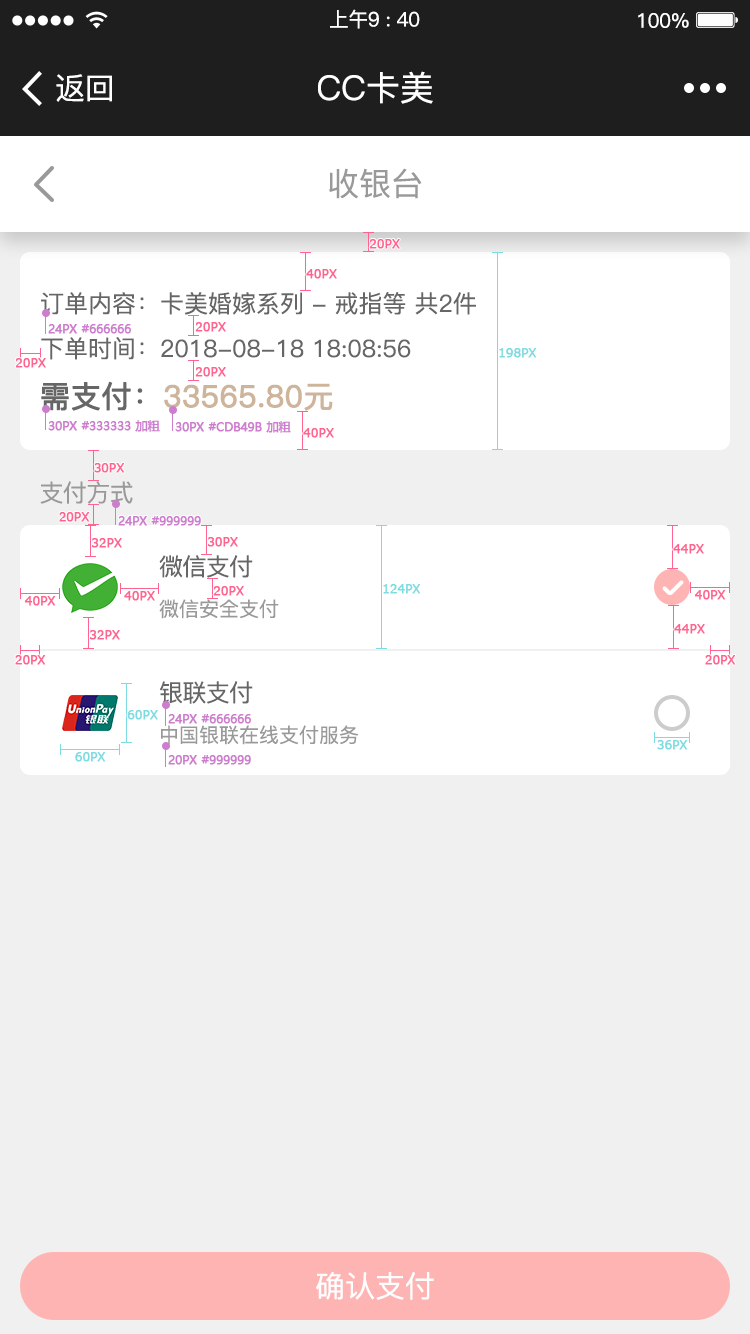 上午9 : 40
100%
返回
CC卡美
收银台
20PX
40PX
订单内容：卡美婚嫁系列 – 戒指等 共2件
24PX #666666
20PX
198PX
20PX
下单时间：2018–08–18 18:08:56
20PX
需支付：33565.80元
30PX #333333 加粗
30PX #CDB49B 加粗
40PX
30PX
支付方式
20PX
24PX #999999
32PX
30PX
44PX
微信支付
20PX
124PX
40PX
40PX
40PX
微信安全支付
32PX
44PX
20PX
20PX
银联支付
UnionPay
银联
60PX
24PX #666666
中国银联在线支付服务
36PX
60PX
20PX #999999
确认支付